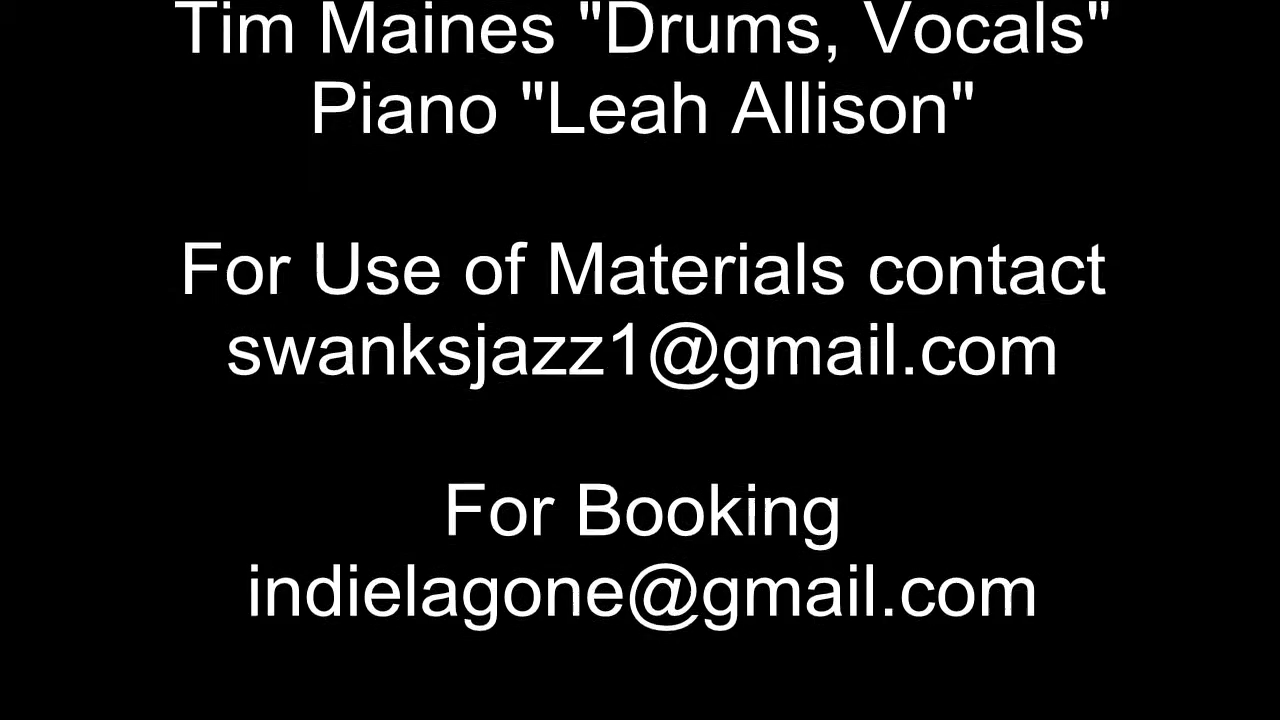 Tim Maines "Drums, Vocals"
Piano "Leah Allison"
For Use of Materials contact
swanksjazz1@gmail.com
For Booking
indielagone@gmail.com